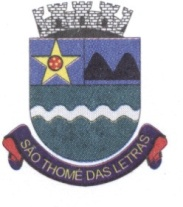 SÃO THOMÉ DAS LETRAS